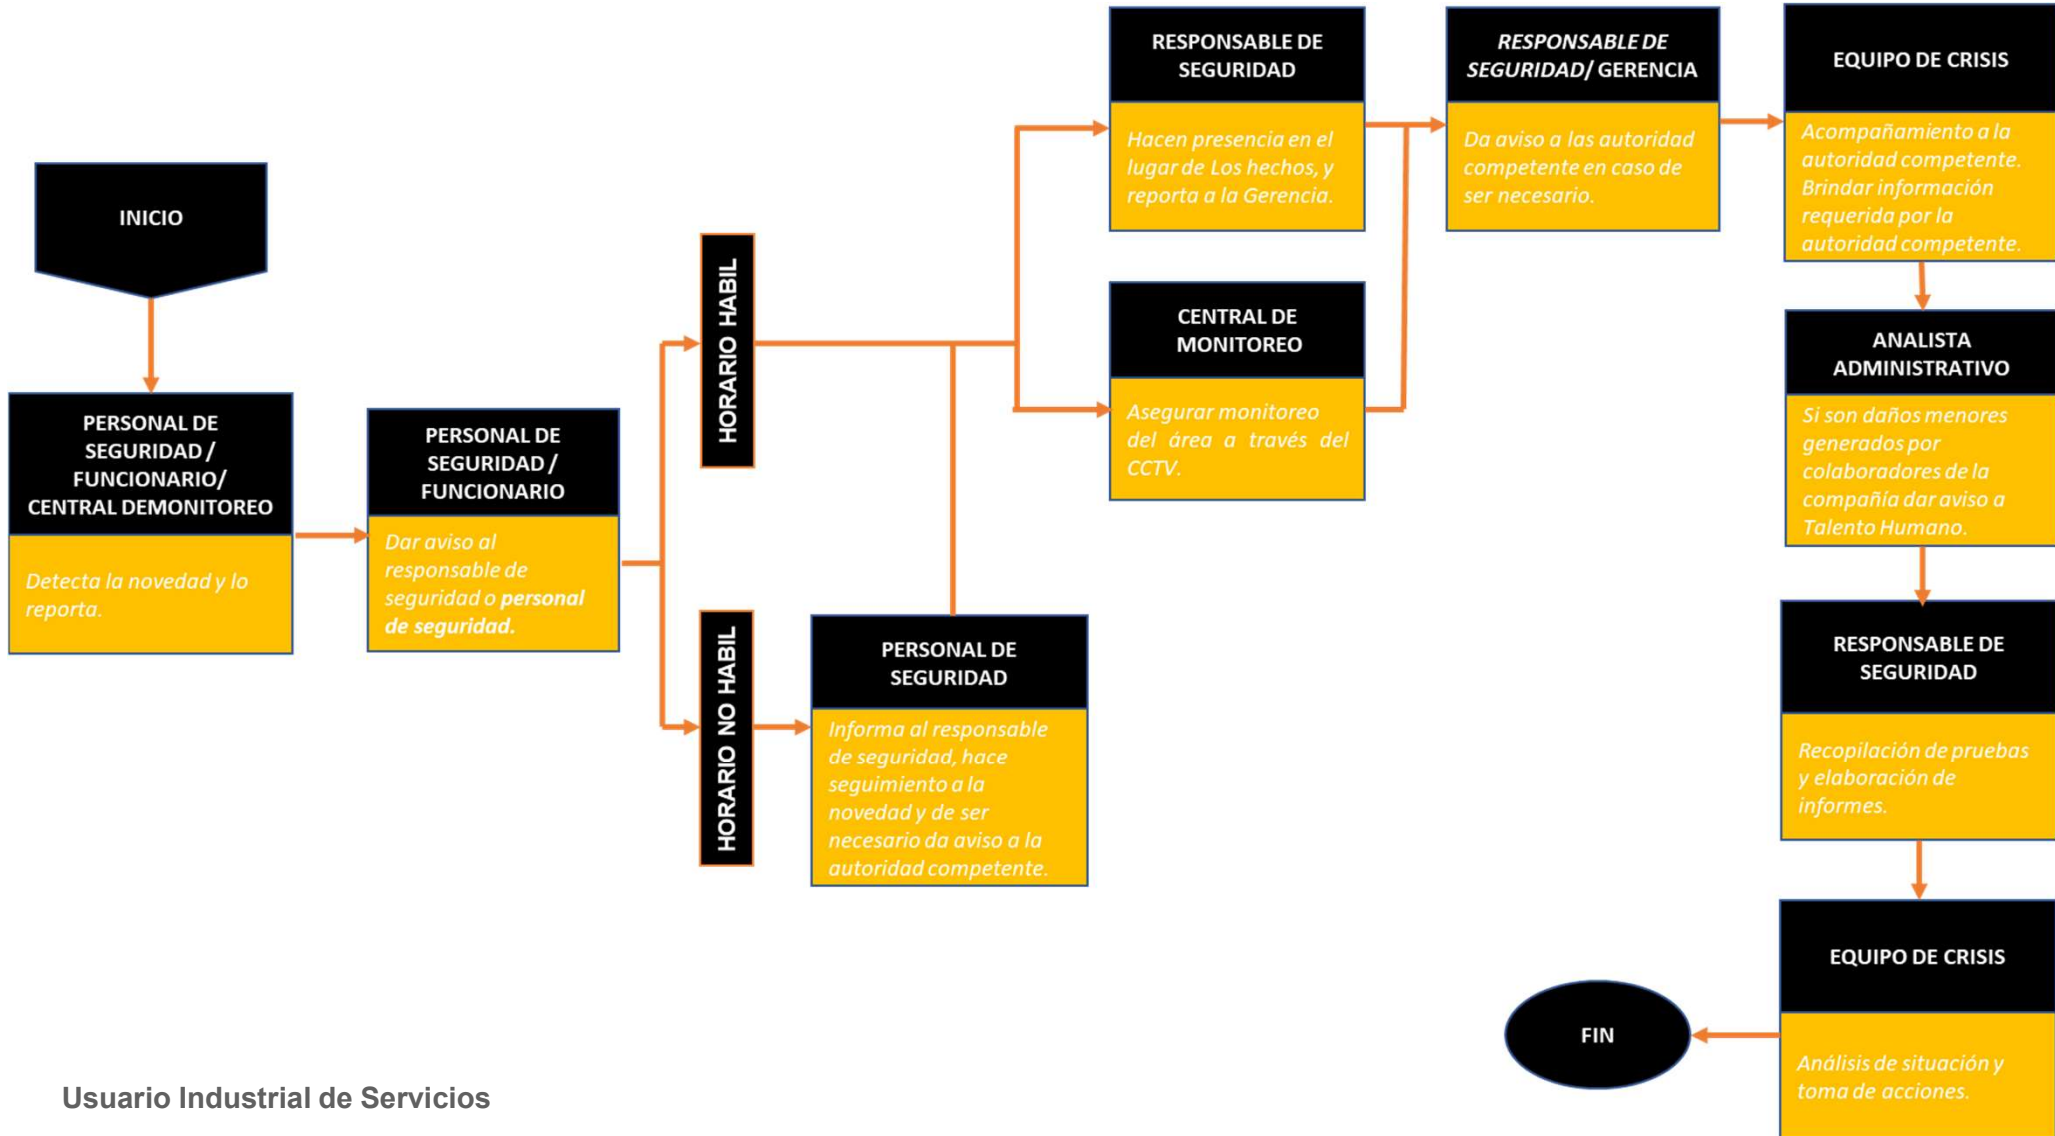 INICIO
PERSONAL DE
SEGURIDAD /
FUNCIONARIO/
CENTRAL DEMONITOREO
Detecta la novedad y lo
reporta.
PERSONAL DE
SEGURIDAD /
FUNCIONARIO
Dar aviso al
responsable de
seguridad o personal
de seguridad.
HORARIO HABIL
HORARIO NO HABIL
PERSONAL DE
SEGURIDAD
Informa al responsable
de seguridad, hace
seguimiento a la
novedad y de ser
necesario da aviso a la
autoridad competente.
RESPONSABLE DE
SEGURIDAD
Hacen presencia en el
lugar de Los hechos, y
reporta a la Gerencia.
CENTRAL DE
MONITOREO
Asegurar monitoreo
del área a través del
CCTV.
RESPONSABLE DE
SEGURIDAD/ GERENCIA
Da aviso a las autoridad
competente en caso de
ser necesario.
EQUIPO DE CRISIS
Acompañamiento a la
autoridad competente.
Brindar información
requerida por la
autoridad competente.
ANALISTA
ADMINISTRATIVO
Si son daños menores
generados por
colaboradores de la
compañía dar aviso a
Talento Humano.
RESPONSABLE DE
SEGURIDAD
Recopilación de pruebas
y elaboración de
informes.
EQUIPO DE CRISIS
Análisis de situación y
toma de acciones.
FIN
Usuario Industrial de Servicios